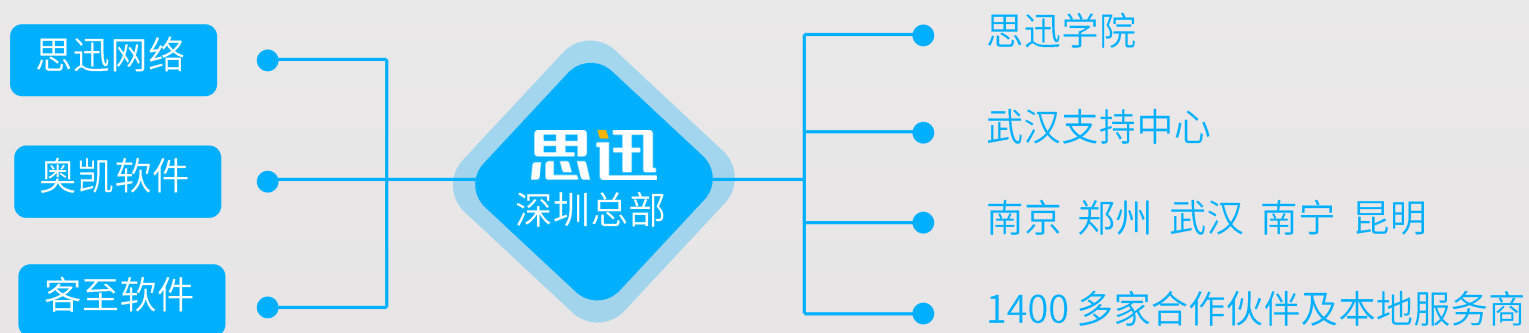 思迅网络
奥凯软件
客至软件
思迅
深圳总部
思迅学院
武汉支持中心
南京 郑州 武汉 南宁 昆明
1400 多家合作伙伴及本地服务商